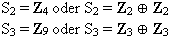 S₂ = Z₄ oder S₂ = Z₂ ⊕ Z₂
S₃ = Z₉ oder S₃ = Z₃ ⊕ Z₃